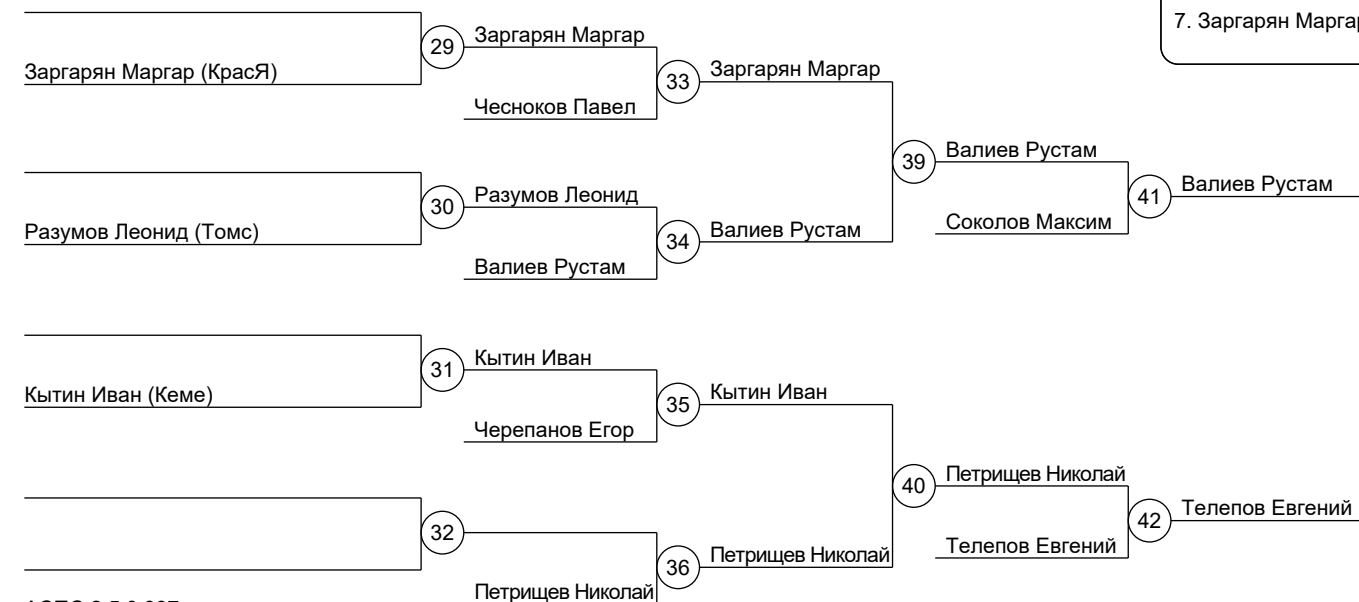 7. Заргарян Маргар
29
Заргарян Маргар
Заргарян Маргар (КрасЯ)
33
Заргарян Маргар
Чесноков Павел
39
Валиев Рустам
30
Разумов Леонид
41
Валиев Рустам
Разумов Леонид (Томс)
34
Валиев Рустам
Соколов Максим
Валиев Рустам
31
Кытин Иван
Кытин Иван (Кеме)
35
Кытин Иван
Черепанов Егор
40
Петрищев Николай
32
42
Телепов Евгений
36
Петрищев Николай
Телепов Евгений
Петрищев Николай